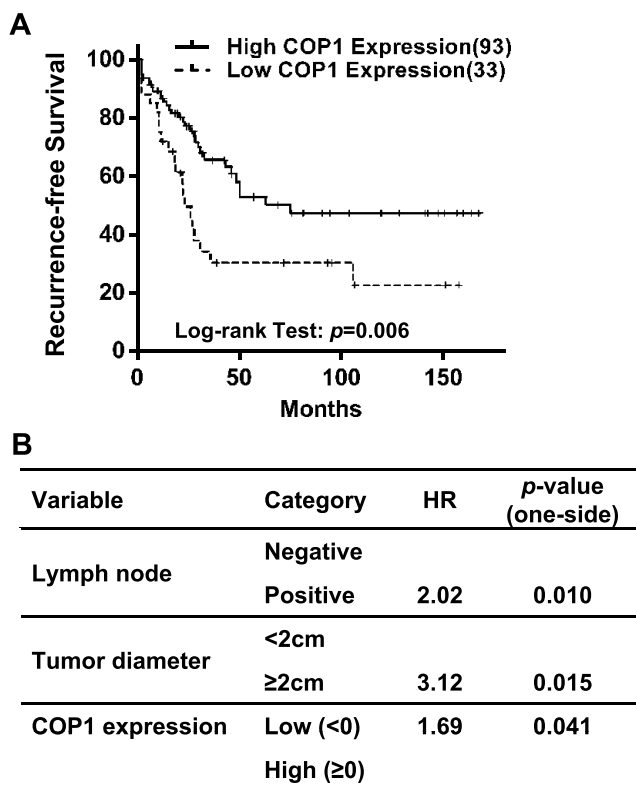 A
High COP1 Expression(93)
Low COP1 Expression(33)
Recurrence-free Survival
100
80
60
40
20
0
Log-rank Test: p=0.006
0 50 100 150
Months
B
Variable Category HR p-value (one-side)
Lymph node Negative
Positive 2.02 0.010
Tumor diameter <2cm
≥2cm 3.12 0.015
COP1 expression Low (<0) 1.69 0.041
High (≥0)